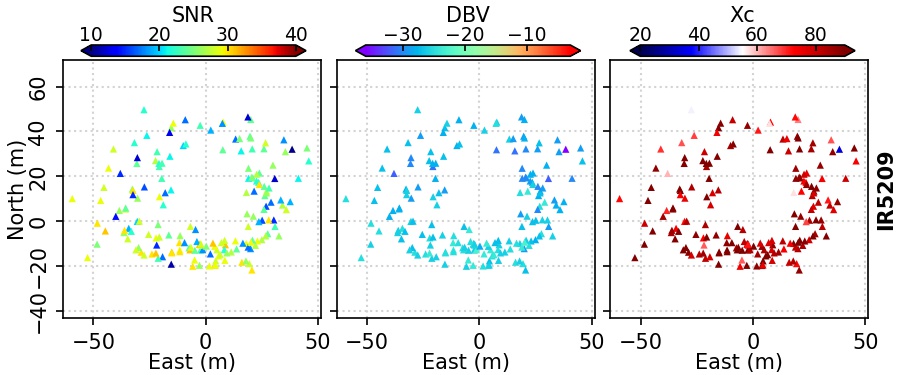 SNR DBV Xc
10 20 30 40 −30 −20 −10 20 40 60 80
60
40
20
0
−20
−40
North (m)
IR5209
−50 0 50 −50 0 50 −50 0 50
East (m) East (m) East (m)